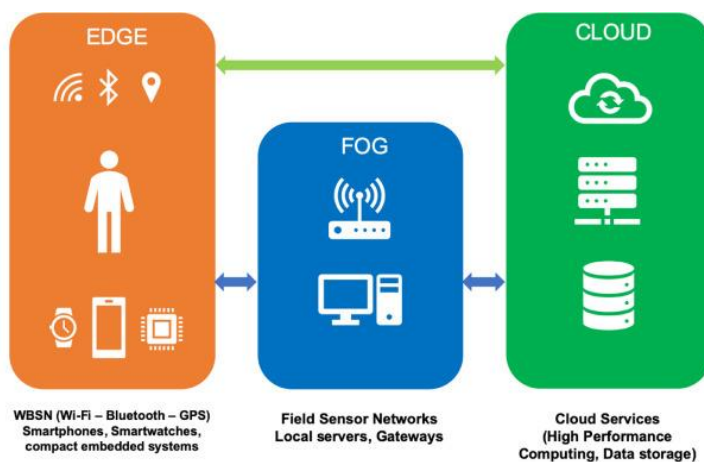 EDGE
CLOUD
FOG
WBSN (Wi-Fi – Bluetooth – GPS)
Smartphones, Smartwatches,
compact embedded systems
Field Sensor Networks
Local servers, Gateways
Cloud Services
(High Performance
Computing, Data storage)